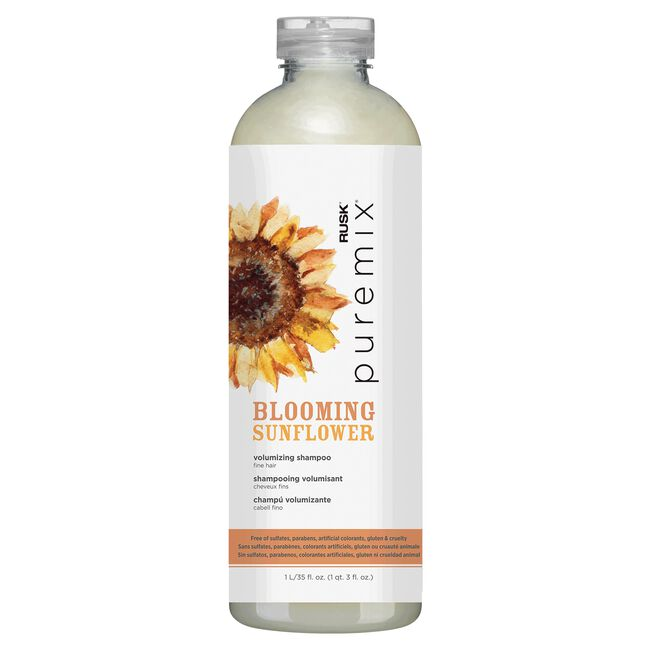 RUSK
puremix®
BLOOMING
SUNFLOWER
volumizing shampoo
fine hair
shampooing volumisant
cheveux fins
champú volumizante
cabell fino
Free of sulfates, parabens, artificial colorants, gluten & cruelty
Sans sulfates, parabènes, colorants artificiels, gluten ou cruauté animale
Sin sulfatos, parabenos, colorantes artificiales, gluten ni crueldad animal
1 L/35 fl. oz. (1 qt. 3 fl. oz.)